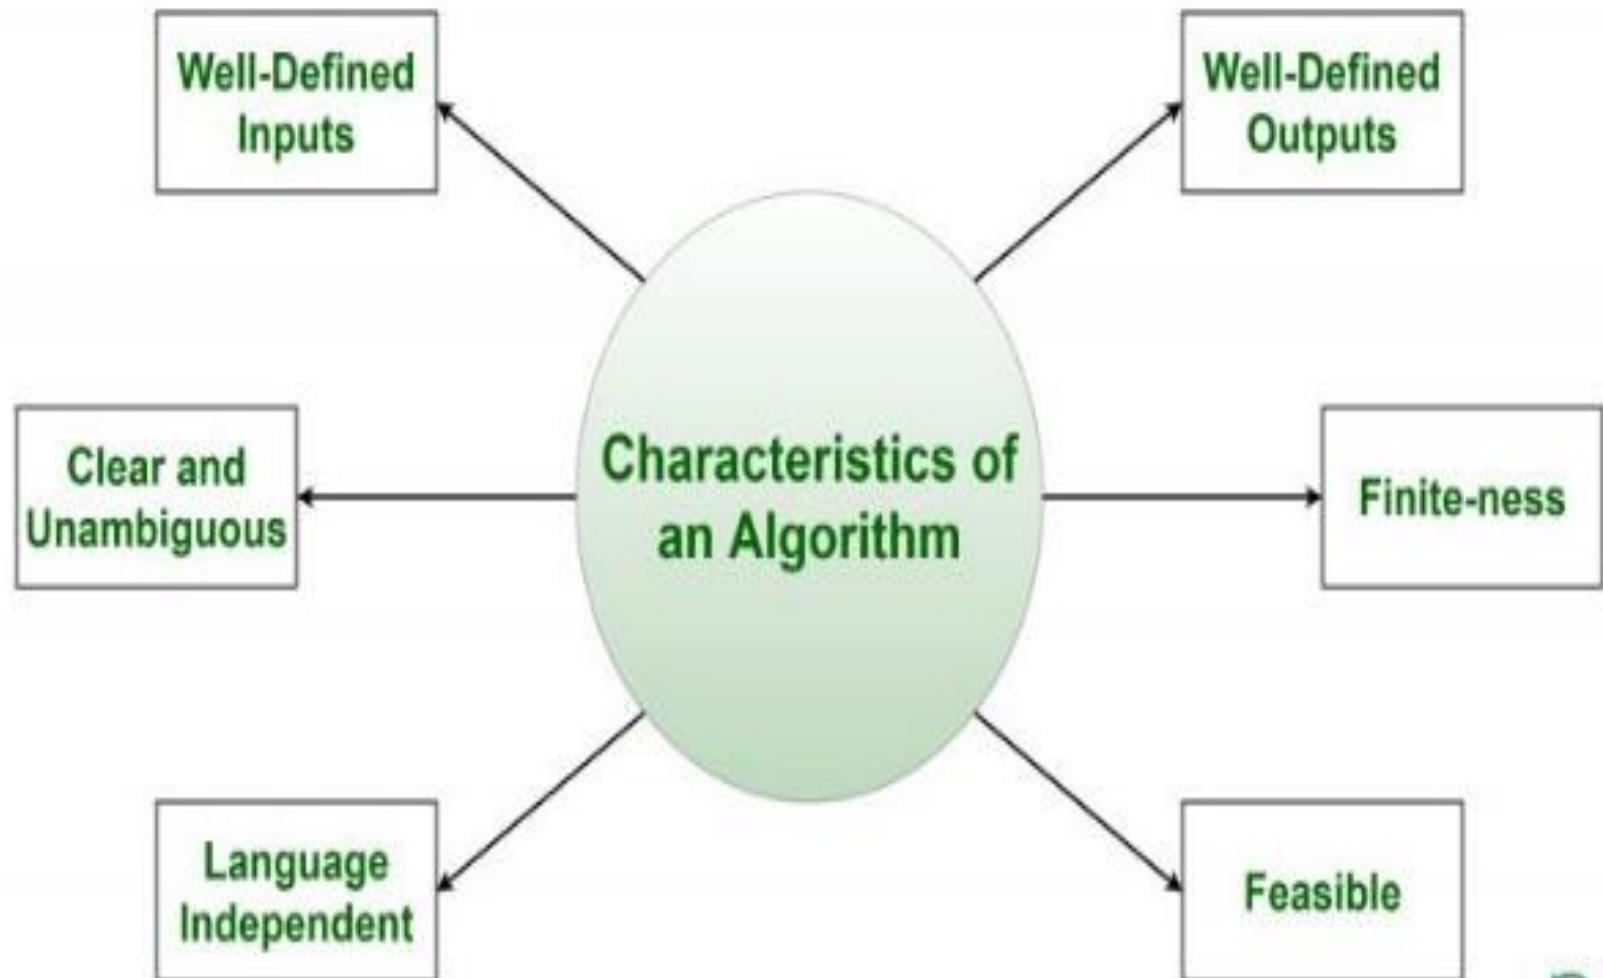 Well-Defined
Inputs
Well-Defined
Outputs
Clear and
Unambiguous
Characteristics of
an Algorithm
Finite-ness
Language
Independent
Feasible